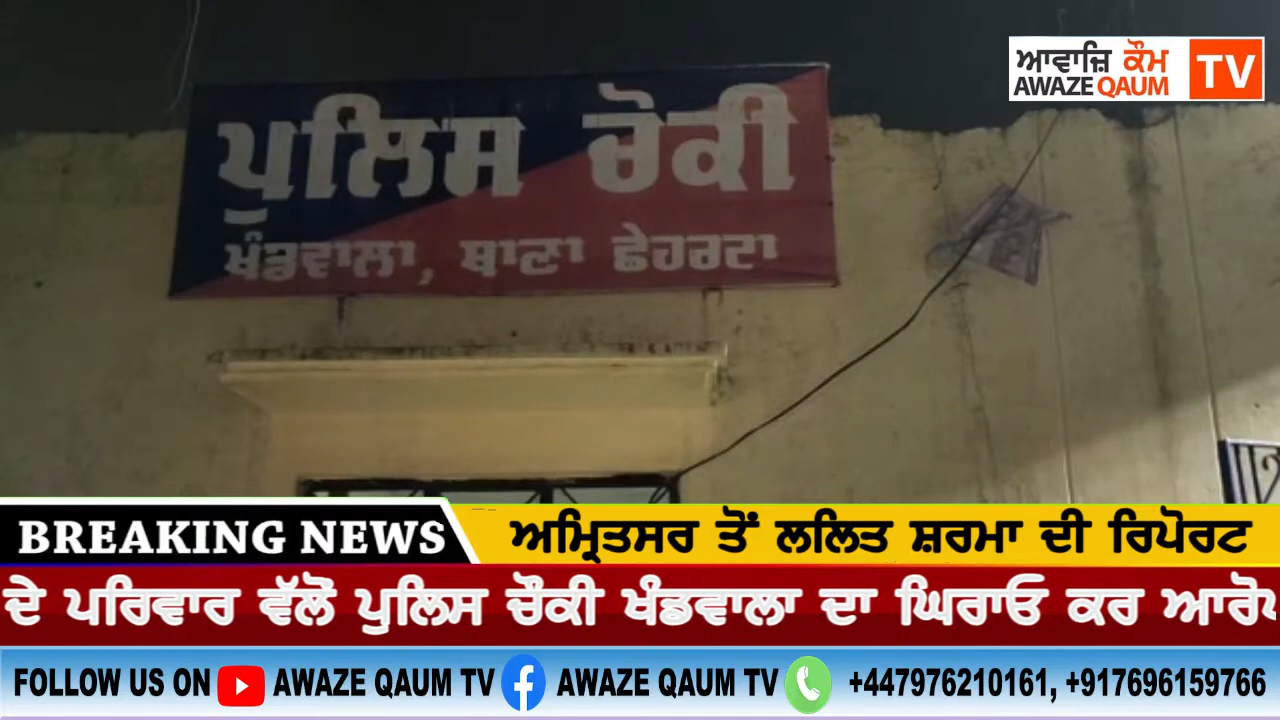 ਆਵਾਜ਼ਿ ਕੌਮ
AWAZE QAUM
TV
ਪੁਲਿਸ ਚੋਕੀ
ਖੰਡਵਾਲਾ, ਥਾਣਾ ਛੇਹਰਟਾ
BREAKING NEWS
ਅਮ੍ਰਿਤਸਰ ਤੋਂ ਲਲਿਤ ਸ਼ਰਮਾ ਦੀ ਰਿਪੋਰਟ
ਦੇ ਪਰਿਵਾਰ ਵੱਲੋਂ ਪੁਲਿਸ ਚੌਕੀ ਖੰਡਵਾਲਾ ਦਾ ਘਿਰਾਓ ਕਰ
FOLLOW US ON AWAZE QAUM TV AWAZE QAUM TV +447976210161, +917696159766